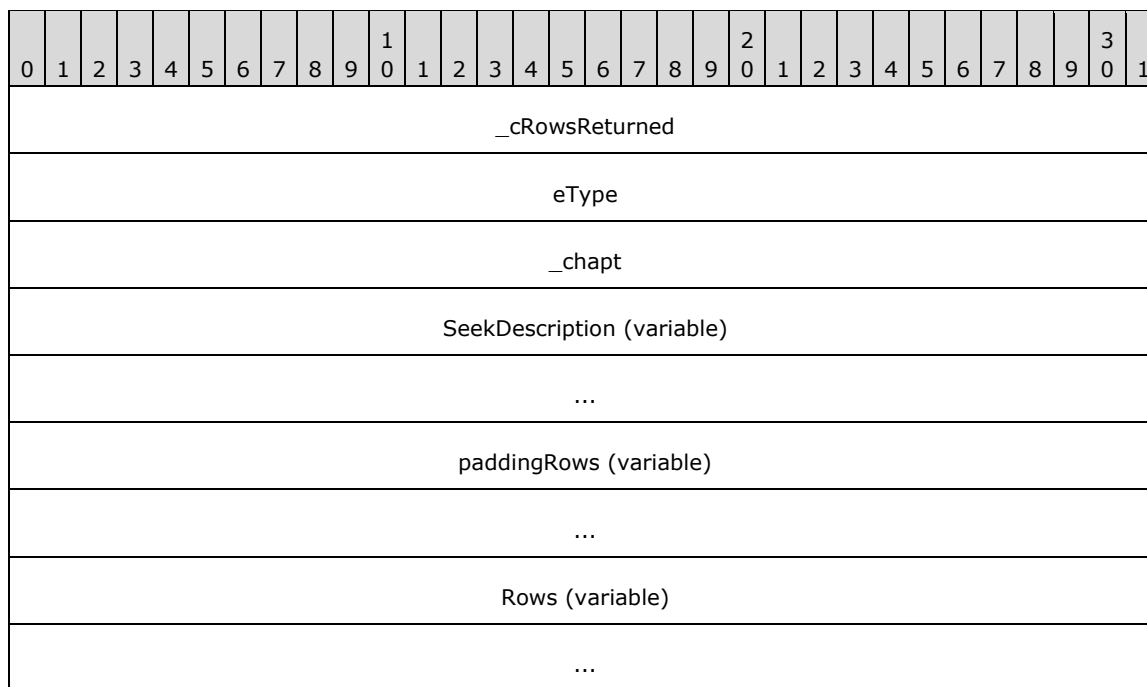 1 2 3
0 1 2 3 4 5 6 7 8 9 0 1 2 3 4 5 6 7 8 9 0 1 2 3 4 5 6 7 8 9 0 1
_cRowsReturned
eType
_chapt
SeekDescription (variable)
...
paddingRows (variable)
...
Rows (variable)
...